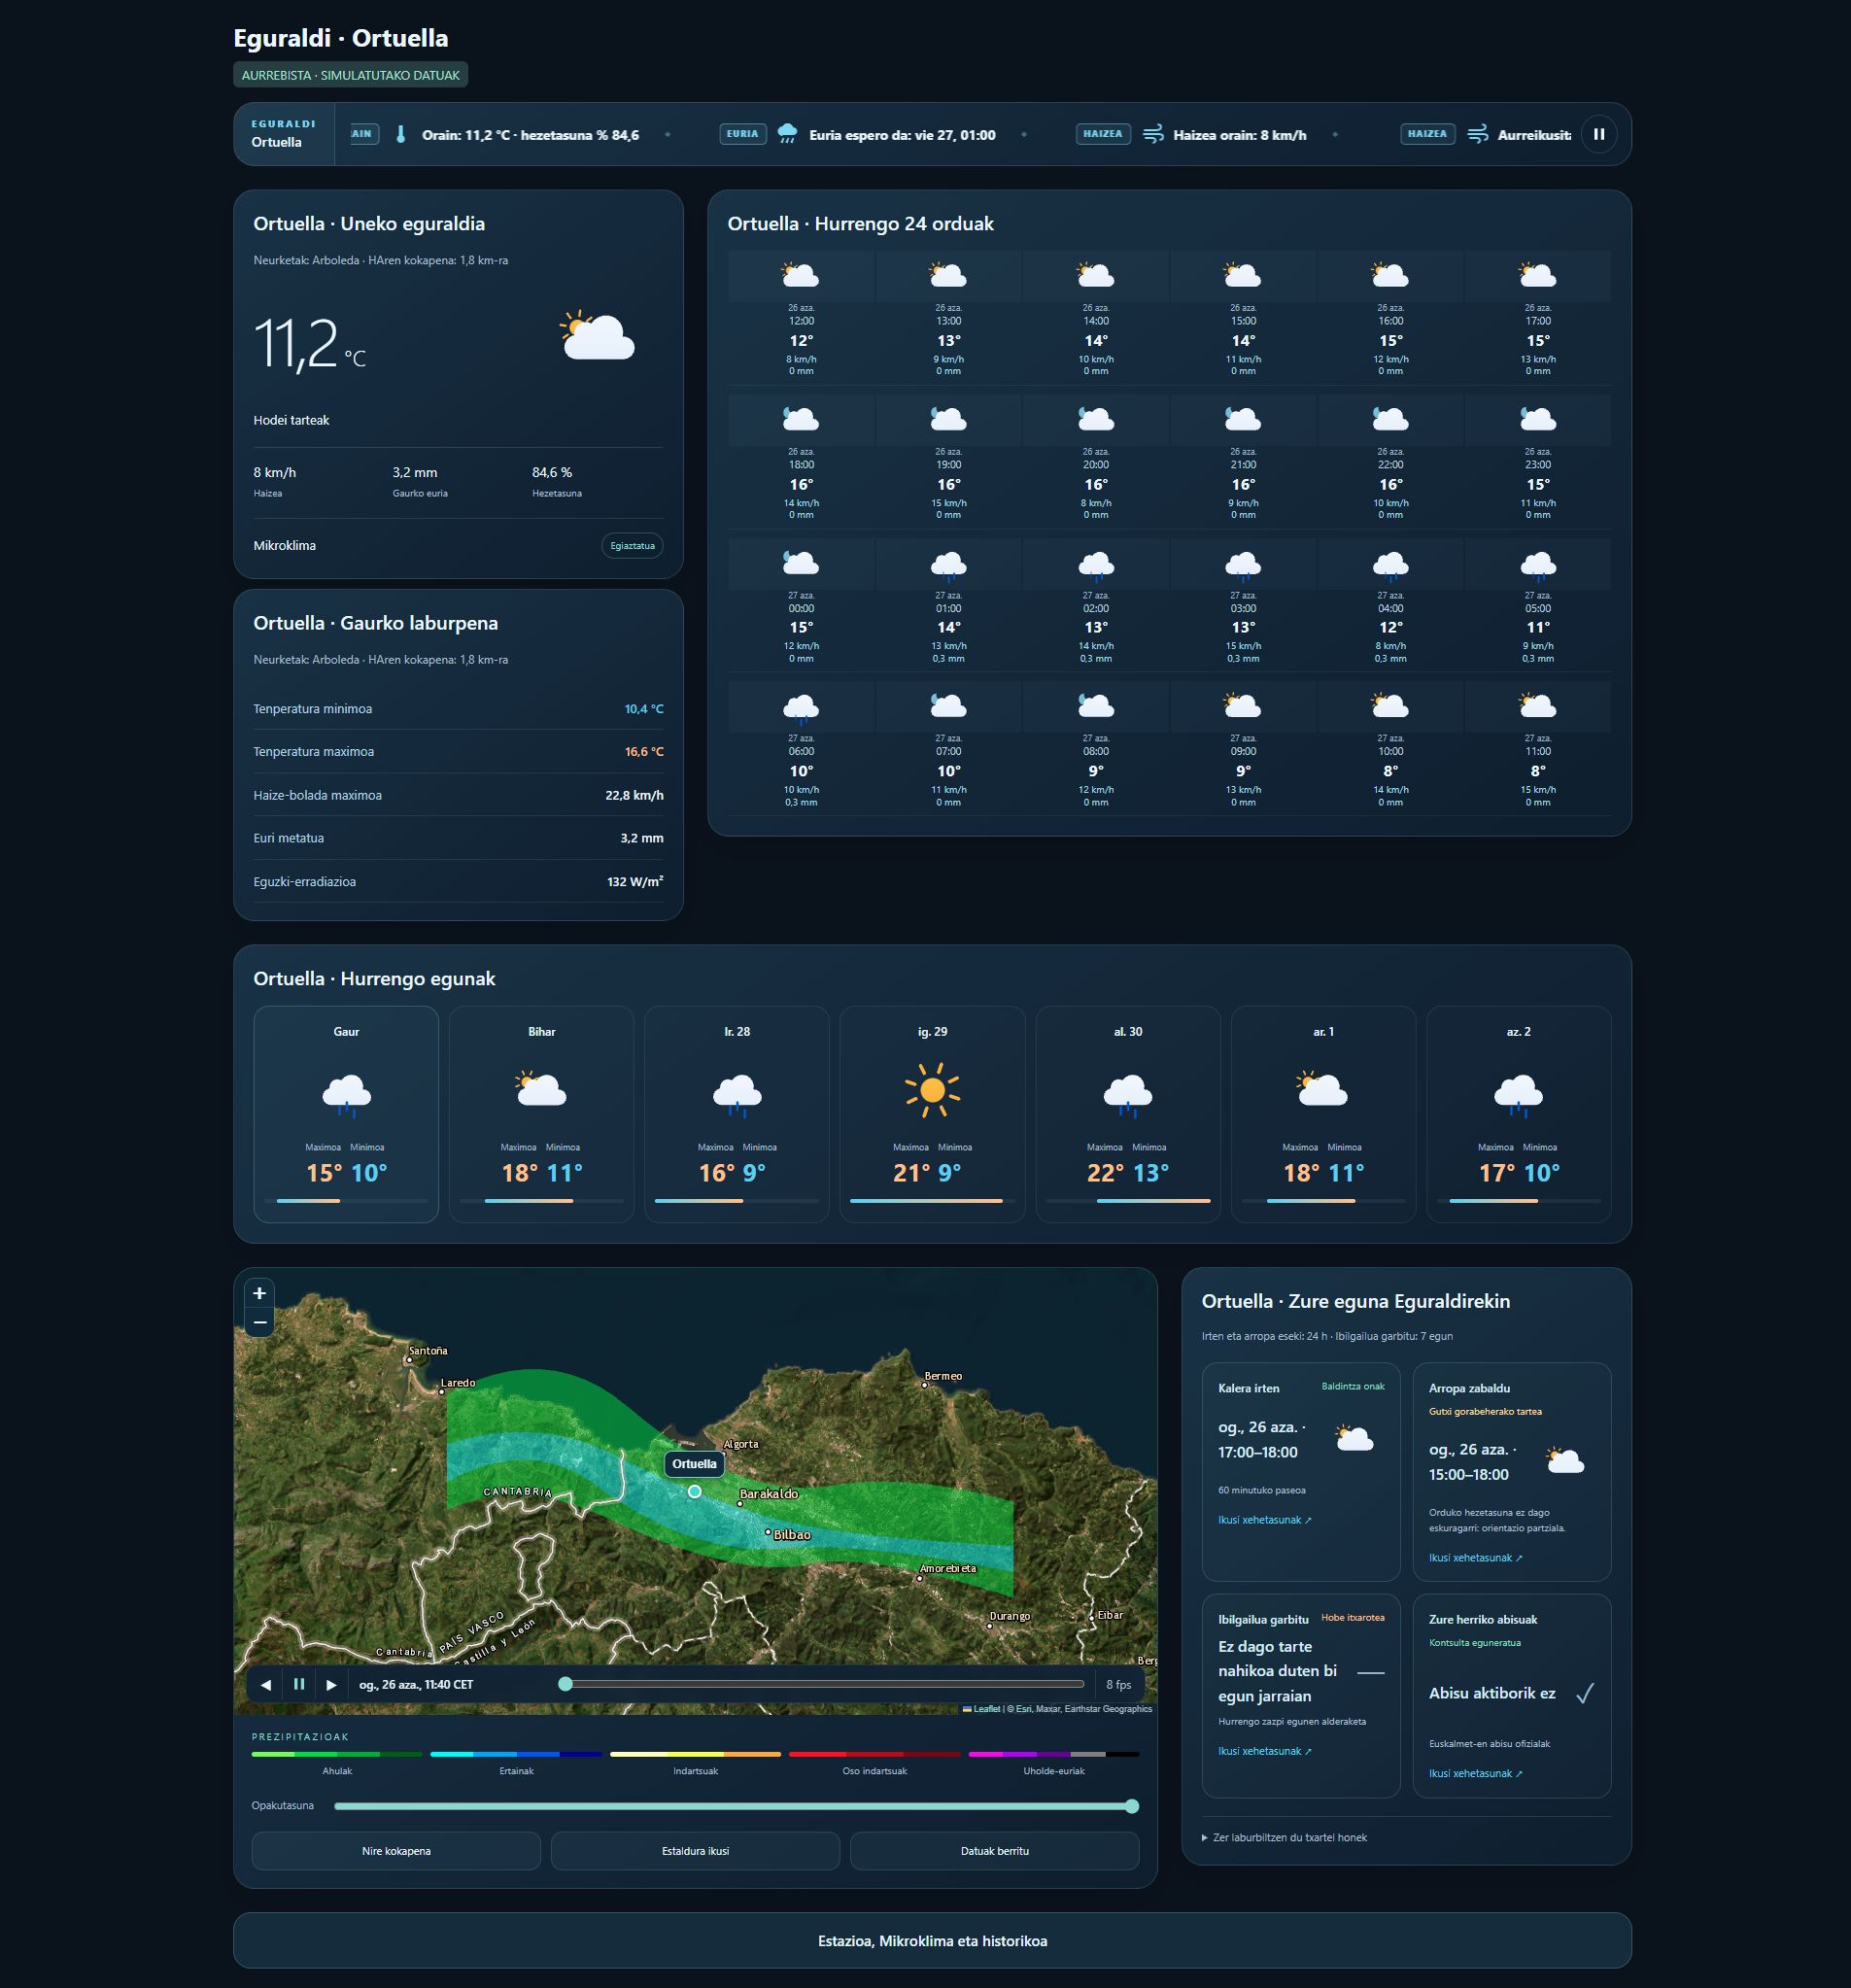 Eguraldi · Ortuella
AURREBISTA · SIMULATUTAKO DATUAK
EGURALDI
Ortuella
AIN Orain: 11,2 °C · hezetasuna % 84,6
EURIA Euria espero da: vie 27, 01:00
HAIZEA Haizea orain: 8 km/h
HAIZEA Aurreikusita
Ortuella · Uneko eguraldia
Neurketak: Arboleda · HAren kokapena: 1,8 km-ra
11,2 °C
Hodei tarteak
8 km/h 3,2 mm 84,6 %
Haizea Gaurko euria Hezetasuna
Mikroklima Egiaztatua
Ortuella · Gaurko laburpena
Neurketak: Arboleda · HAren kokapena: 1,8 km-ra
Tenperatura minimoa 10,4 °C
Tenperatura maximoa 16,6 °C
Haize-bolada maximoa 22,8 km/h
Euri metatua 3,2 mm
Eguzki-erradiazioa 132 W/m²
Ortuella · Hurrengo 24 orduak
26 aza. 26 aza. 26 aza. 26 aza. 26 aza. 26 aza.
12:00 13:00 14:00 15:00 16:00 17:00
12° 13° 14° 14° 15° 15°
8 km/h 9 km/h 10 km/h 11 km/h 12 km/h 13 km/h
0 mm 0 mm 0 mm 0 mm 0 mm 0 mm
26 aza. 26 aza. 26 aza. 26 aza. 26 aza. 26 aza.
18:00 19:00 20:00 21:00 22:00 23:00
16° 16° 16° 16° 16° 15°
14 km/h 15 km/h 8 km/h 9 km/h 10 km/h 11 km/h
0 mm 0 mm 0 mm 0 mm 0 mm 0 mm
27 aza. 27 aza. 27 aza. 27 aza. 27 aza. 27 aza.
00:00 01:00 02:00 03:00 04:00 05:00
15° 14° 13° 13° 12° 11°
12 km/h 13 km/h 14 km/h 15 km/h 8 km/h 9 km/h
0 mm 0,3 mm 0,3 mm 0,3 mm 0,3 mm 0,3 mm
27 aza. 27 aza. 27 aza. 27 aza. 27 aza. 27 aza.
06:00 07:00 08:00 09:00 10:00 11:00
10° 10° 9° 9° 8° 8°
10 km/h 11 km/h 12 km/h 13 km/h 14 km/h 15 km/h
0,3 mm 0 mm 0 mm 0 mm 0 mm 0 mm
Ortuella · Hurrengo egunak
Gaur Bihar lr. 28 ig. 29 al. 30 ar. 1 az. 2
Maximoa Minimoa Maximoa Minimoa Maximoa Minimoa Maximoa Minimoa Maximoa Minimoa Maximoa Minimoa Maximoa Minimoa
15° 10° 18° 11° 16° 9° 21° 9° 22° 13° 18° 11° 17° 10°
+
−
Santoña
Laredo
Bermeo
Algorta
Ortuella
CANTABRIA
Barakaldo
Bilbao
Amorebieta
Durango
Eibar
Cantabria
PAÍS VASCO
Castilla y León
Berg
og., 26 aza., 11:40 CET
8 fps
Leaflet | © Esri, Maxar, Earthstar Geographics
PREZIPITAZIOAK
Ahulak Ertainak Indartsuak Oso indartsuak Uholde-euriak
Opakutasuna
Nire kokapena Estaldura ikusi Datuak berritu
Ortuella · Zure eguna Eguraldirekin
Irten eta arropa eseki: 24 h · Ibilgailua garbitu: 7 egun
Kalera irten Baldintza onak
og., 26 aza. ·
17:00–18:00
60 minutuko paseoa
Ikusi xehetasunak ↗
Arropa zabaldu
Gutxi gorabeherako tartea
og., 26 aza. ·
15:00–18:00
Orduko hezetasuna ez dago
eskuragarri: orientazio partziala.
Ikusi xehetasunak ↗
Ibilgailua garbitu Hobe itxarotea
Ez dago tarte
nahikoa duten bi
egun jarraian
Hurrengo zazpi egunen alderaketa
Ikusi xehetasunak ↗
Zure herriko abisuak
Kontsulta eguneratua
Abisu aktiborik ez
Euskalmet-en abisu ofizialak
Ikusi xehetasunak ↗
Zer laburbiltzen du txartel honek
Estazioa, Mikroklima eta historikoa